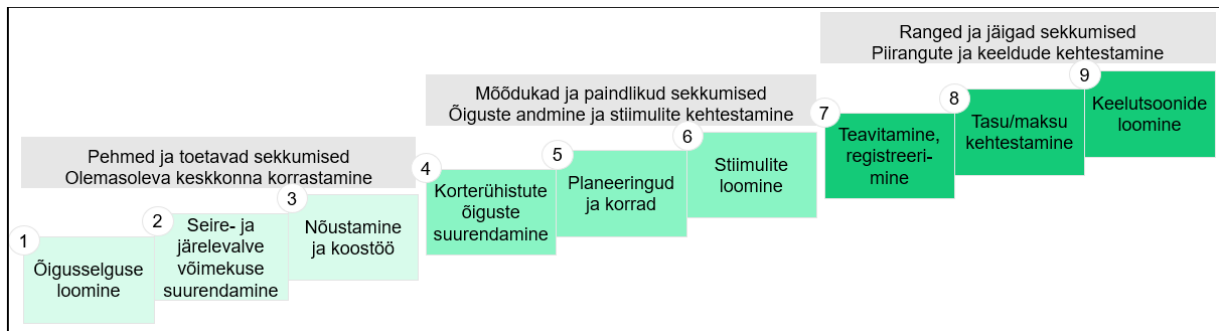 Pehmed ja toetavad sekkumised
Olemasoleva keskkonna korrastamine
1
Õigusselguse
loomine
2
Seire- ja
järelevalve
võimekuse
suurendamine
3
Nõustamine
ja koostöö
Mõõdukad ja paindlikud sekkumised
Õiguste andmine ja stiimulite kehtestamine
4
Korterühistute
õiguste
suurendamine
5
Planeeringud
ja korrad
6
Stiimulite
loomine
Ranged ja jäigad sekkumised
Piirangute ja keeldude kehtestamine
7
Teavitamine,
registreeri-
mine
8
Tasu/maksu
kehtestamine
9
Keelutsoonide
loomine